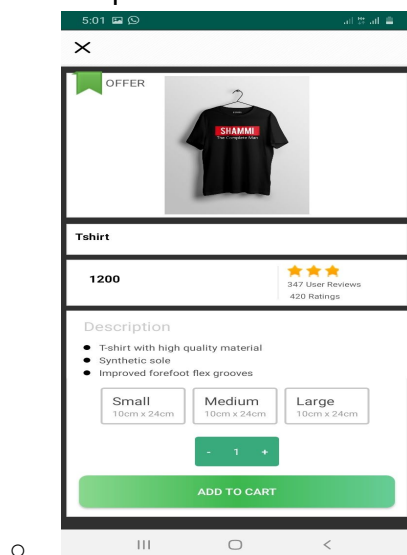 5:01
OFFER
SHAMMI
The Complete Man
Tshirt
1200
347 User Reviews
420 Ratings
Description
T-shirt with high quality material
Synthetic sole
Improved forefoot flex grooves
Small Medium Large
10cm x 24cm 10cm x 24cm 10cm x 24cm
- 1 +
ADD TO CART